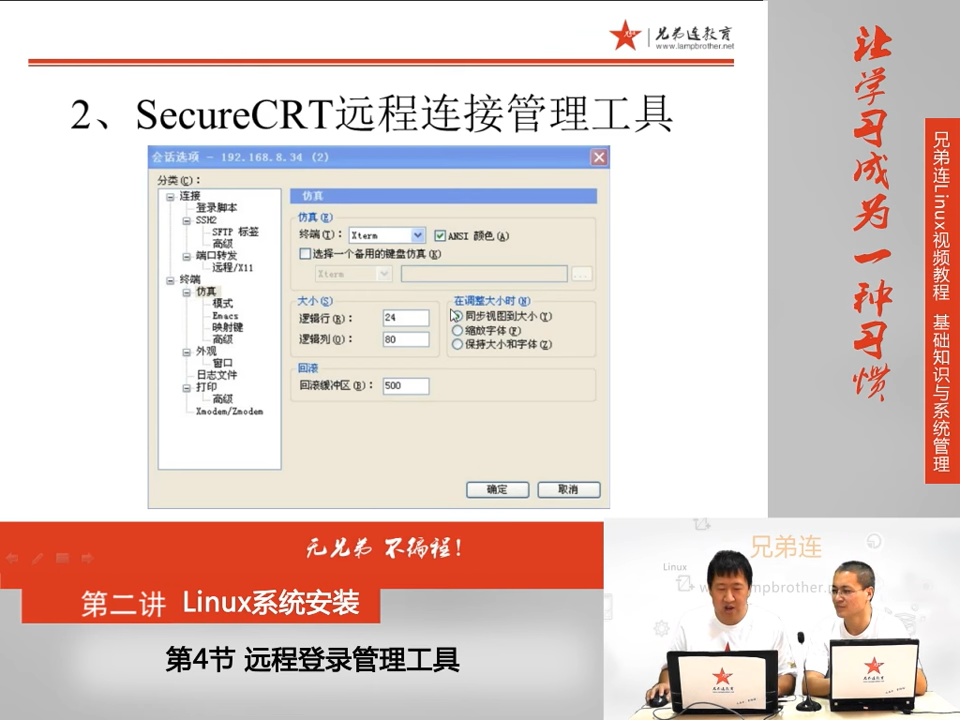 兄弟连教育
www.lampbrother.net
2、SecureCRT远程连接管理工具
会话选项 - 192.168.8.34 (2)
分类(C)：
连接
登录脚本
SSH2
SFTP 标签
高级
端口转发
远程/X11
终端
仿真
模式
Emacs
映射键
高级
外观
窗口
日志文件
打印
高级
Xmodem/Zmodem
仿真
仿真(E)
终端(T)： Xterm ANSI 颜色(A)
选择一个备用的键盘仿真(K)
Xterm ...
大小(S)
逻辑行(R)： 24
逻辑列(O)： 80
在调整大小时(N)
同步视图到大小(Y)
缩放字体(F)
保持大小和字体(Z)
回滚
回滚缓冲区(B)： 500
确定 取消
让学习成为一种习惯
兄弟连Linux视频教程 基础知识与系统管理
无兄弟 不编程！
第二讲 Linux系统安装
第4节 远程登录管理工具
兄弟连
Linux